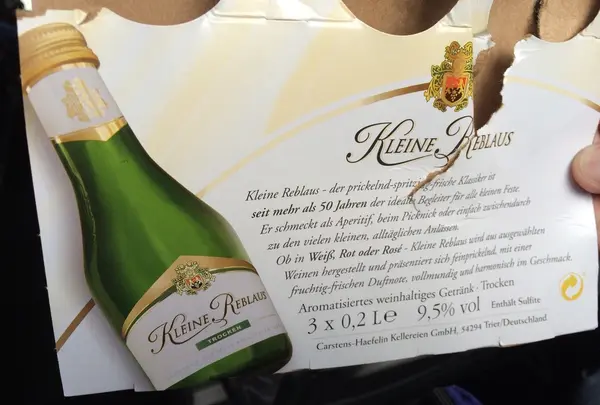 KLEINE REBLAUS
Kleine Reblaus - der prickelnd-spritzig-frische Klassiker ist
seit mehr als 50 Jahren der ideale Begleiter für alle kleinen Feste.
Er schmeckt als Aperitif, beim Picknick oder einfach zwischendurch
zu den vielen kleinen, alltäglichen Anlässen.
Ob in Weiß, Rot oder Rosé - Kleine Reblaus wird aus ausgewählten
Weinen hergestellt und präsentiert sich feinprickelnd, mit einer
fruchtig-frischen Duftnote, vollmundig und harmonisch im Geschmack.
Aromatisiertes weinhaltiges Getränk · Trocken
3 x 0,2 L℮ 9,5% vol Enthält Sulfite
Carstens-Haefelin Kellereien GmbH, 54294 Trier/Deutschland
KLEINE REBLAUS
TROCKEN